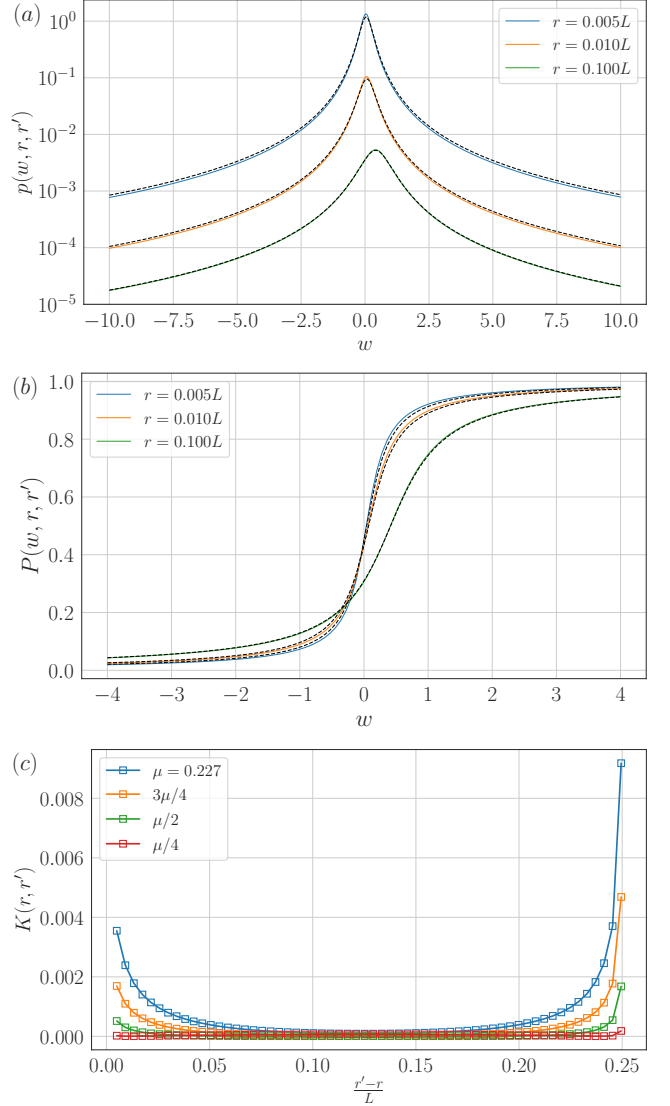 (a)
p(w, r, r′)
10⁰
10⁻¹
10⁻²
10⁻³
10⁻⁴
10⁻⁵
r = 0.005L
r = 0.010L
r = 0.100L
−10.0 −7.5 −5.0 −2.5 0.0 2.5 5.0 7.5 10.0
w
(b)
P(w, r, r′)
1.0
0.8
0.6
0.4
0.2
0.0
r = 0.005L
r = 0.010L
r = 0.100L
−4 −3 −2 −1 0 1 2 3 4
w
(c)
K(r, r′)
0.008
0.006
0.004
0.002
0.000
μ = 0.227
3μ/4
μ/2
μ/4
0.00 0.05 0.10 0.15 0.20 0.25
r′−r
L